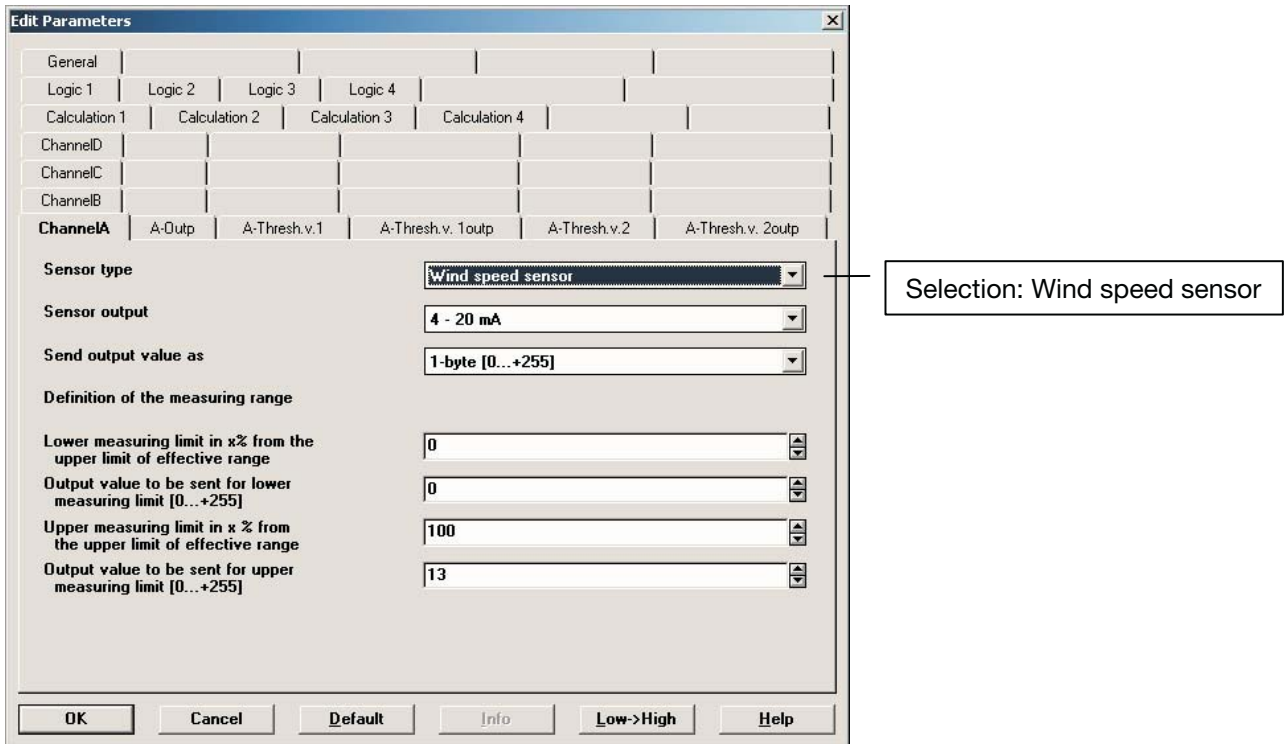 Edit Parameters
General
Logic 1 Logic 2 Logic 3 Logic 4
Calculation 1 Calculation 2 Calculation 3 Calculation 4
ChannelD
ChannelC
ChannelB
ChannelA A-Outp A-Thresh.v.1 A-Thresh.v. 1outp A-Thresh.v.2 A-Thresh.v. 2outp
Sensor type Wind speed sensor
Selection: Wind speed sensor
Sensor output 4 - 20 mA
Send output value as 1-byte [0...+255]
Definition of the measuring range
Lower measuring limit in x% from the
upper limit of effective range 0
Output value to be sent for lower
measuring limit [0...+255] 0
Upper measuring limit in x % from
the upper limit of effective range 100
Output value to be sent for upper
measuring limit [0...+255] 13
OK Cancel Default Info Low->High Help